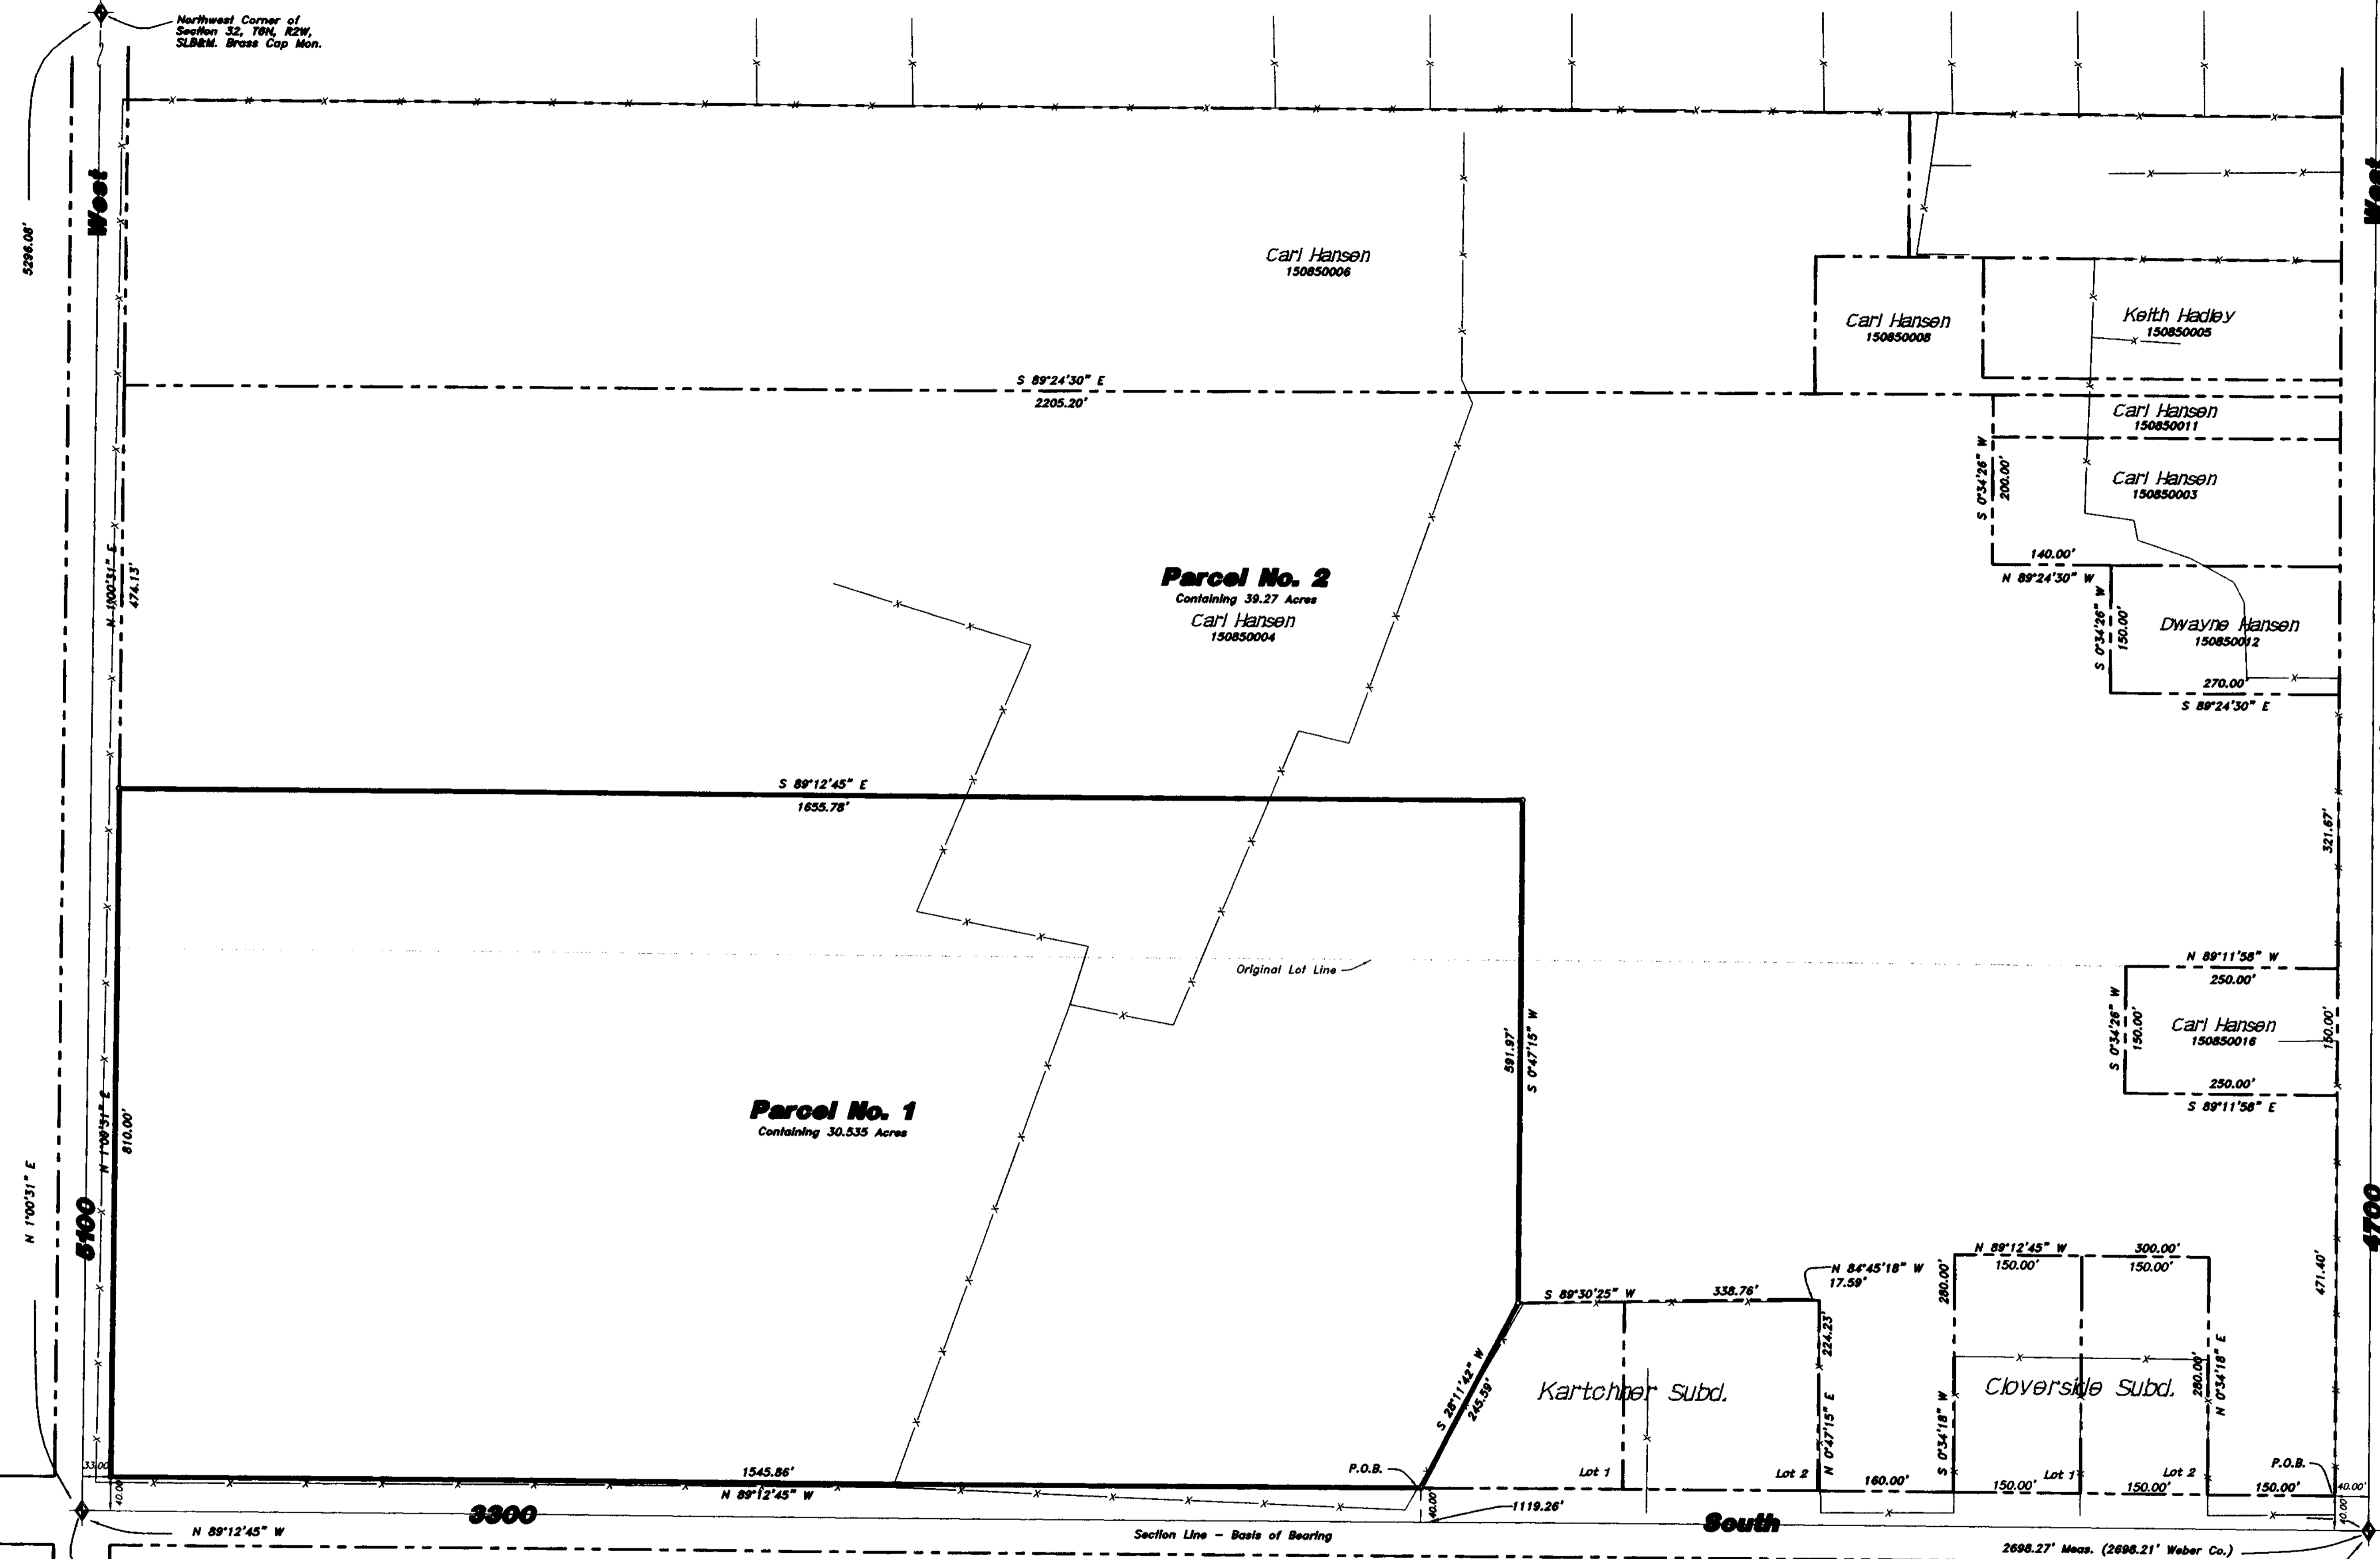 Northwest Corner of
Section 32, T6N, R2W,
SLB&M. Brass Cap Mon.
5296.08'
West
West
Carl Hansen
150850006
Carl Hansen
150850008
Keith Hadley
150850005
S 89°24'30" E
2205.20'
Carl Hansen
150850011
S 0°34'26" W
200.00'
Carl Hansen
150850003
N 1°00'31" E
474.13'
Parcel No. 2
Containing 39.27 Acres
Carl Hansen
150850004
140.00'
N 89°24'30" W
S 0°34'26" W
150.00'
Dwayne Hansen
150850012
270.00'
S 89°24'30" E
S 89°12'45" E
1655.78'
321.67'
Original Lot Line
N 89°11'58" W
250.00'
591.97'
S 0°47'15" W
S 0°34'26" W
150.00'
Carl Hansen
150850016
150.00'
250.00'
S 89°11'58" E
N 1°00'31" E
810.00'
Parcel No. 1
Containing 30.535 Acres
N 1°00'31" E
5100
4700
N 89°12'45" W
300.00'
150.00'
150.00'
N 84°45'18" W
17.59'
S 89°30'25" W
338.76'
280.00'
471.40'
224.23'
S 28°11'42" W
245.59'
Kartchner Subd.
Cloverside Subd.
280.00'
N 0°34'18" E
N 0°47'15" E
S 0°34'18" W
33.00
40.00'
1545.86'
N 89°12'45" W
P.O.B.
Lot 1
Lot 2
160.00'
150.00'
Lot 1
150.00'
Lot 2
150.00'
P.O.B.
40.00'
40.00'
40.00'
1119.26'
3300
South
N 89°12'45" W
Section Line - Basis of Bearing
2698.27' Meas. (2698.21' Weber Co.)